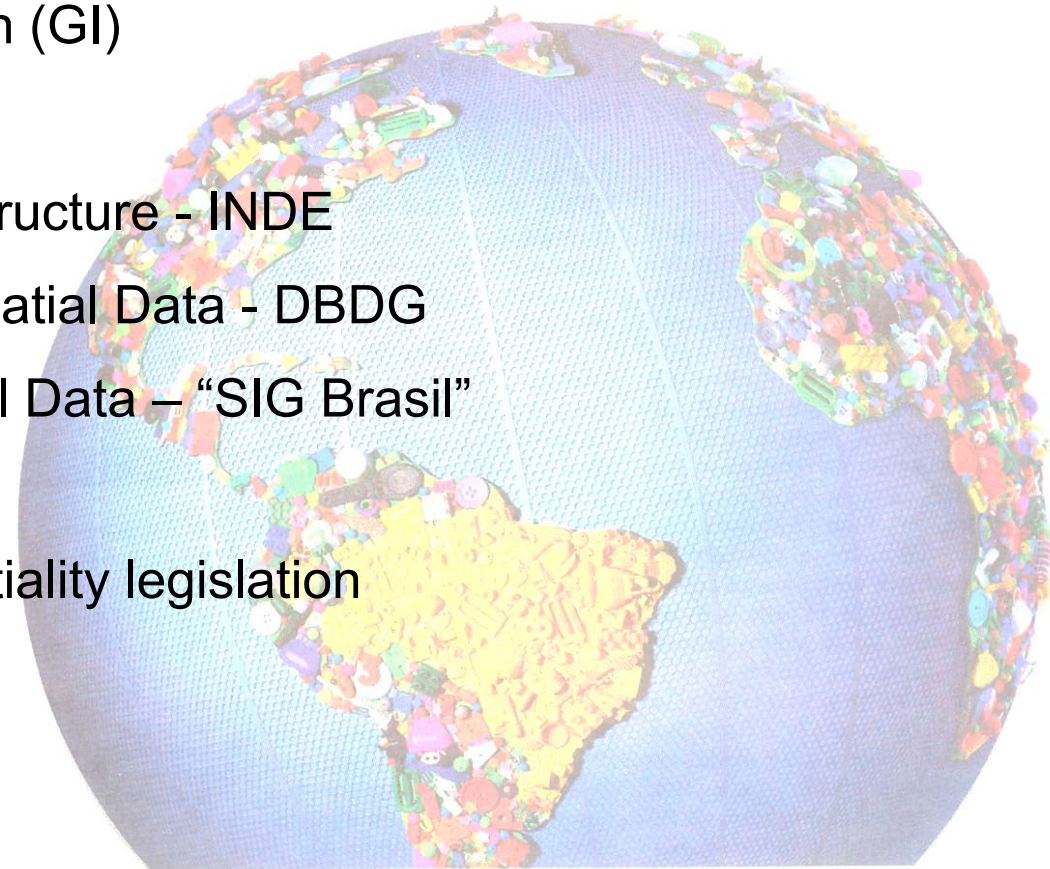 n (GI)
ructure - INDE
atial Data - DBDG
l Data – “SIG Brasil”
tiality legislation